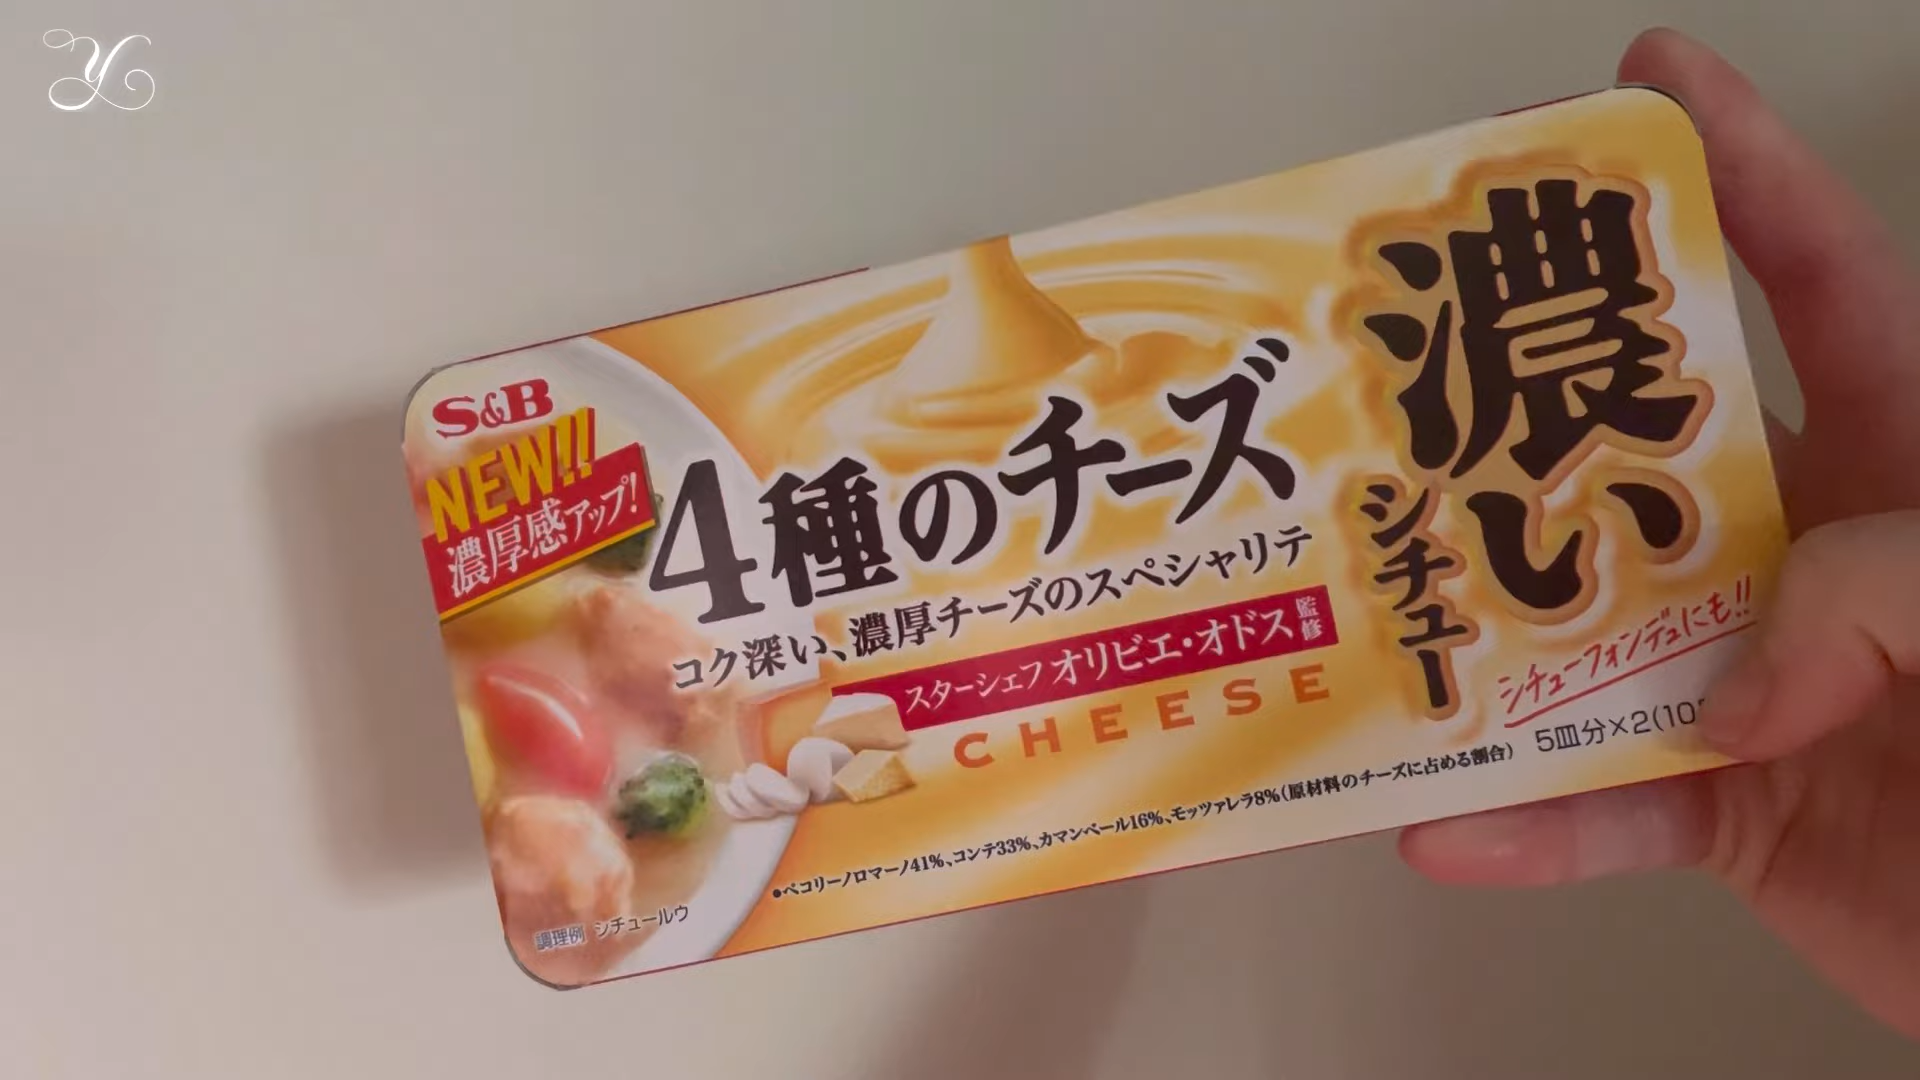 Y
S&B
NEW!!
濃厚感アップ!
4種のチーズ
コク深い、濃厚チーズのスペシャリテ
スターシェフ オリビエ・オドス 監修
CHEESE
濃い
シチュー
シチューフォンデュにも!!
5皿分×2(10
●ペコリーノロマーノ41%、コンテ33%、カマンベール16%、モッツァレラ8%(原材料のチーズに占める割合)
調理例 シチュールウ